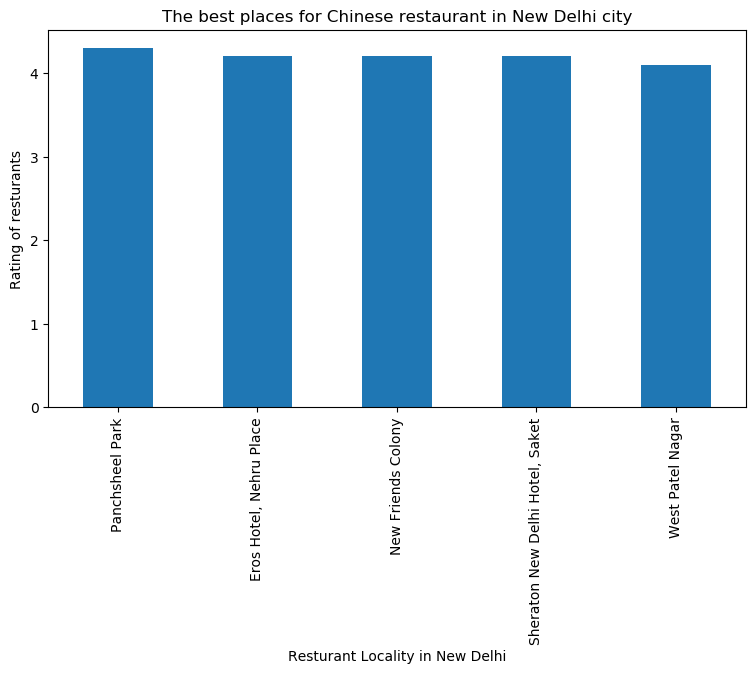 The best places for Chinese restaurant in New Delhi city
Rating of resturants
4
3
2
1
0
Panchsheel Park
Eros Hotel, Nehru Place
New Friends Colony
Sheraton New Delhi Hotel, Saket
West Patel Nagar
Resturant Locality in New Delhi